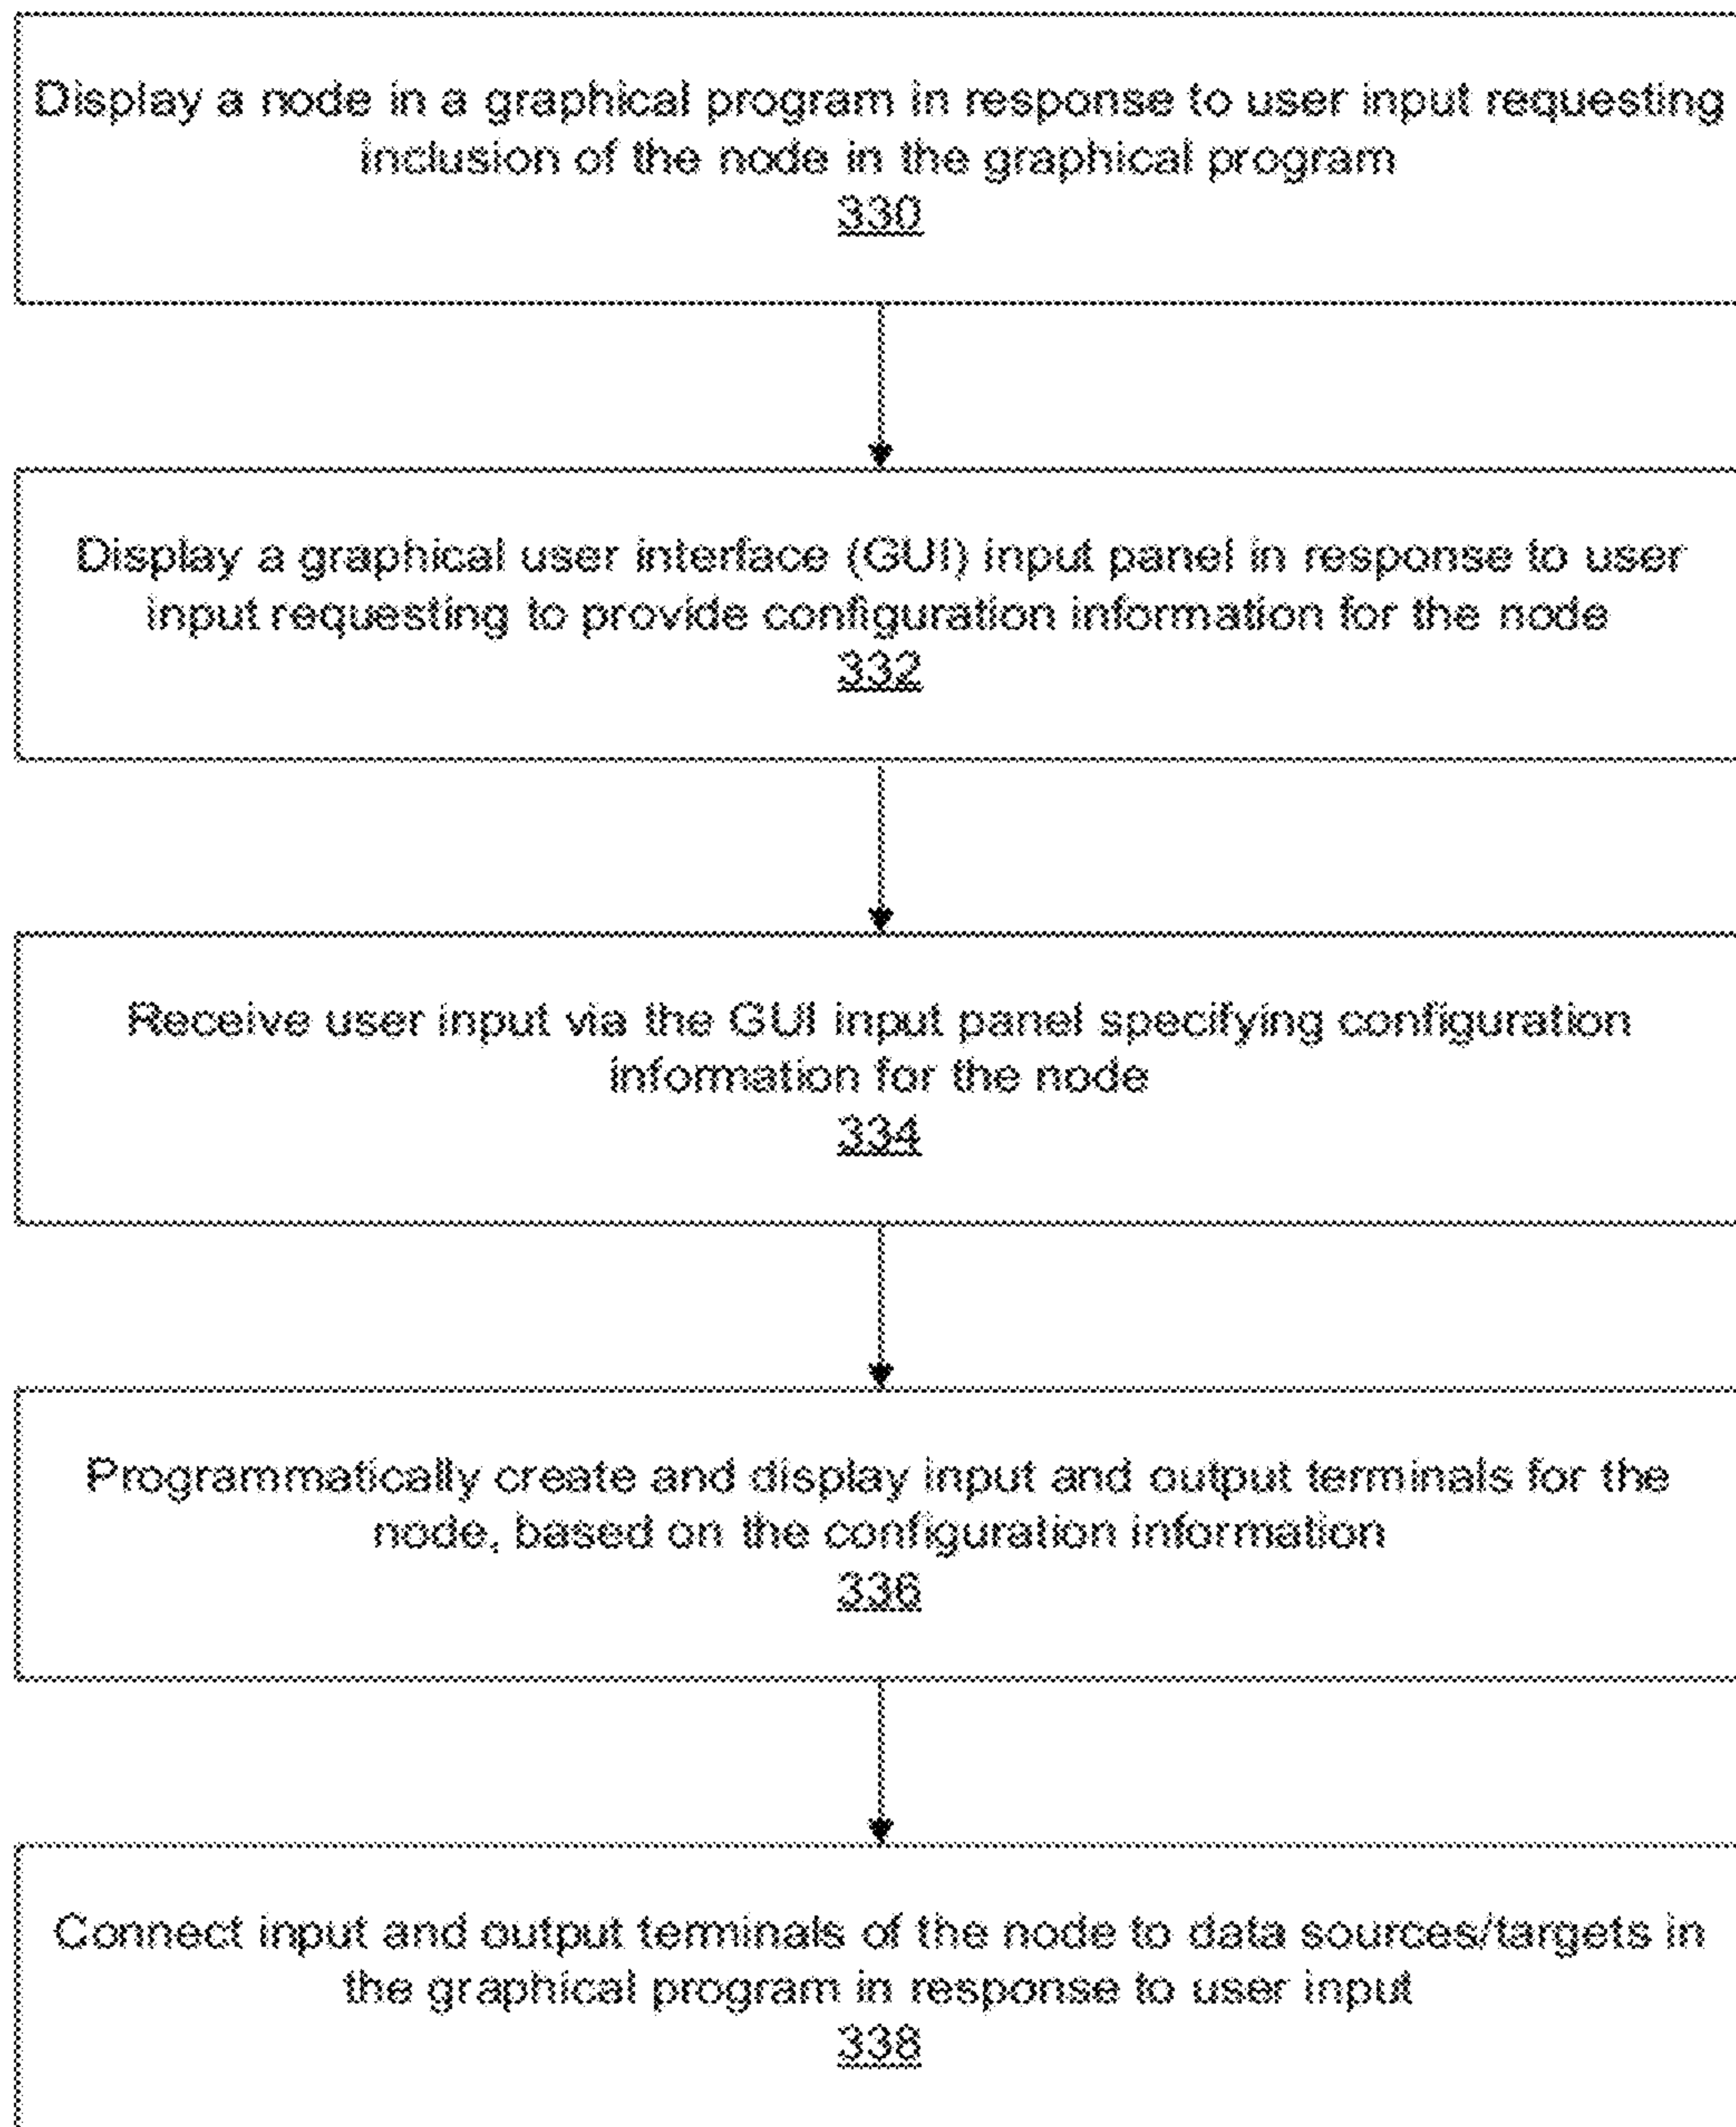 Display a node in a graphical program in response to user input requesting
inclusion of the node in the graphical program
330
Display a graphical user interface (GUI) input panel in response to user
input requesting to provide configuration information for the node
332
Receive user input via the GUI input panel specifying configuration
information for the node
334
Programmatically create and display input and output terminals for the
node, based on the configuration information
336
Connect input and output terminals of the node to data sources/targets in
the graphical program in response to user input
338